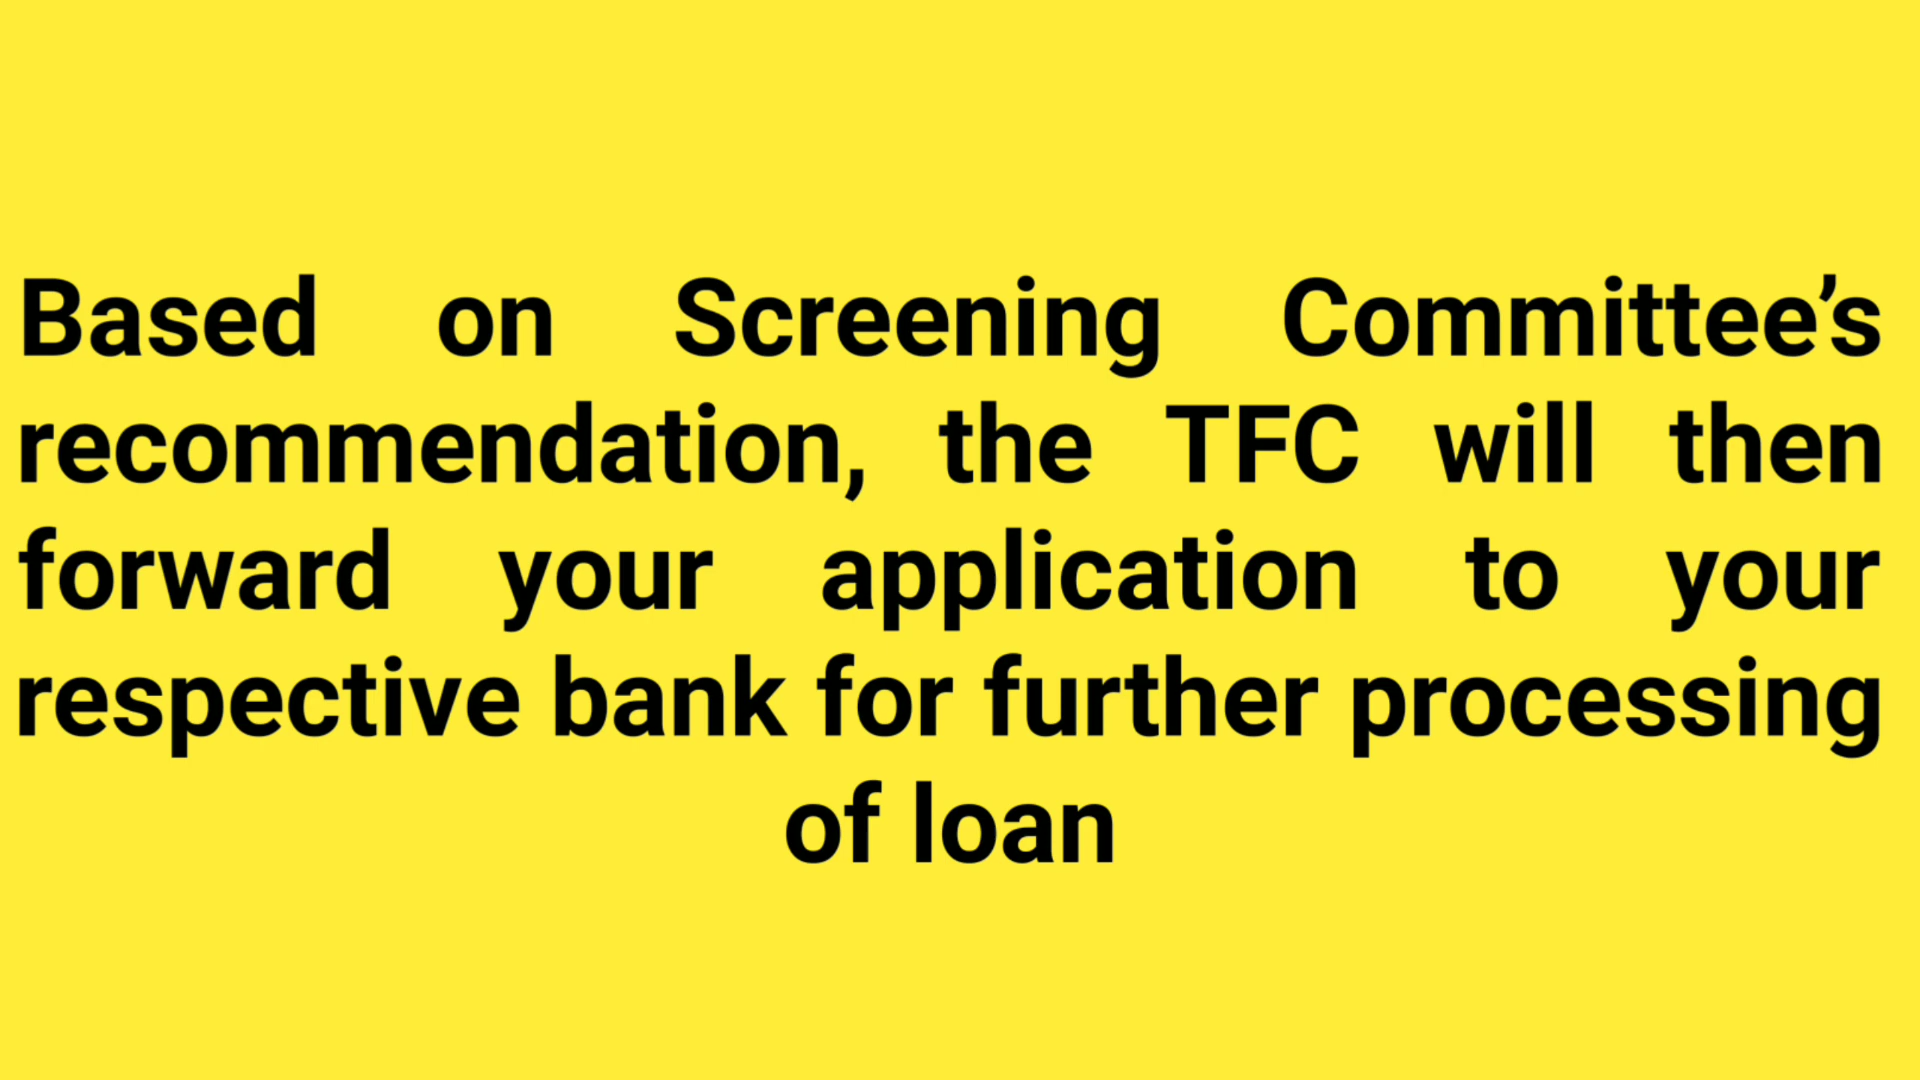 Based on Screening Committee’s
recommendation, the TFC will then
forward your application to your
respective bank for further processing
of loan